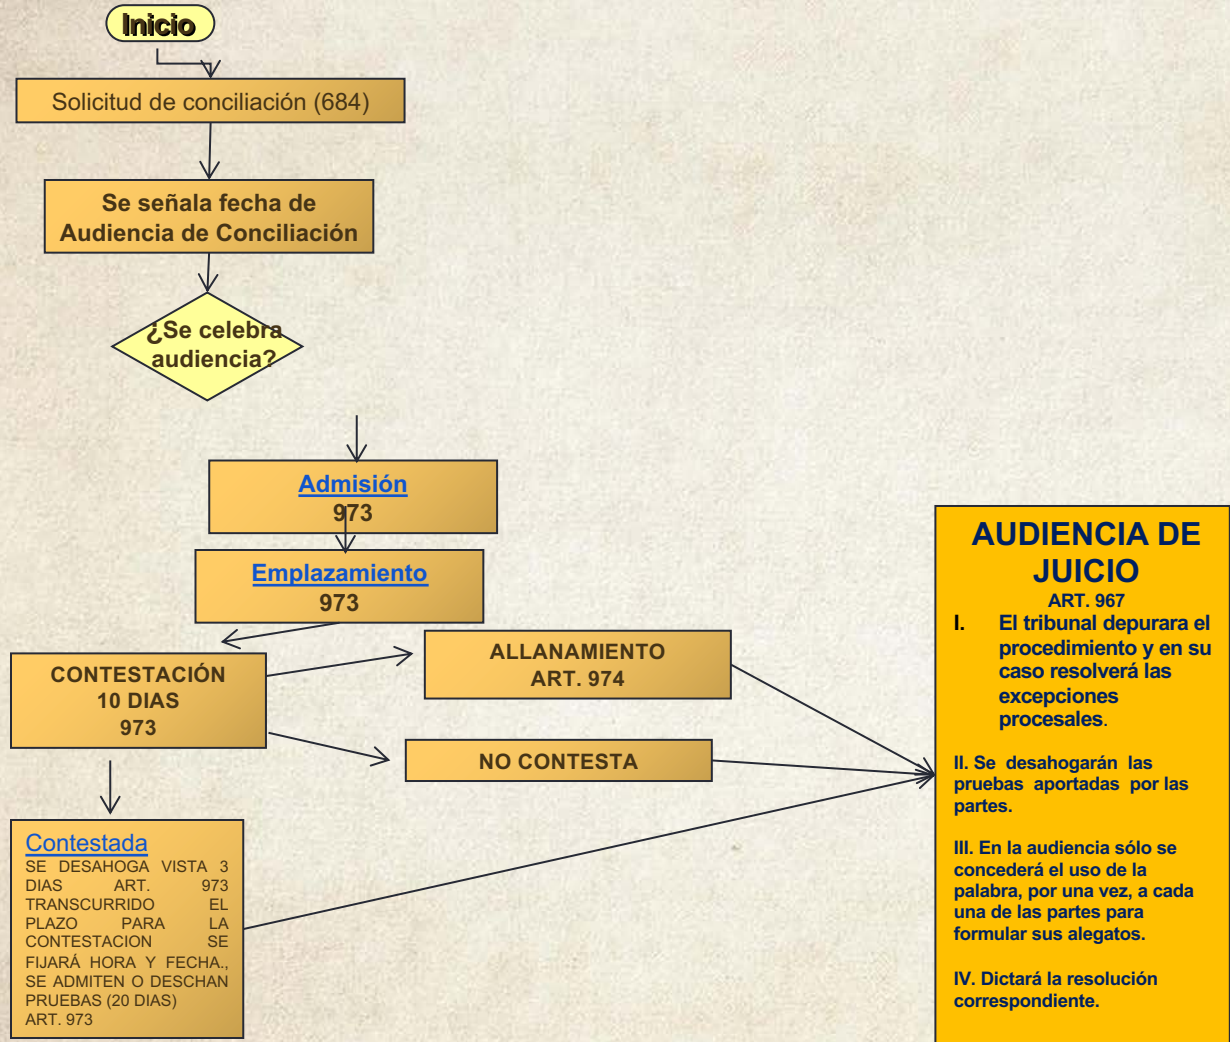 Inicio
Solicitud de conciliación (684)
Se señala fecha de
Audiencia de Conciliación
¿Se celebra
audiencia?
Admisión
973
Emplazamiento
973
CONTESTACIÓN
10 DIAS
973
ALLANAMIENTO
ART. 974
NO CONTESTA
Contestada
SE DESAHOGA VISTA 3
DIAS ART. 973
TRANSCURRIDO EL
PLAZO PARA LA
CONTESTACION SE
FIJARÁ HORA Y FECHA.,
SE ADMITEN O DESCHAN
PRUEBAS (20 DIAS)
ART. 973
AUDIENCIA DE
JUICIO
ART. 967
I. El tribunal depurara el
procedimiento y en su
caso resolverá las
excepciones
procesales.
II. Se desahogarán las
pruebas aportadas por las
partes.
III. En la audiencia sólo se
concederá el uso de la
palabra, por una vez, a cada
una de las partes para
formular sus alegatos.
IV. Dictará la resolución
correspondiente.